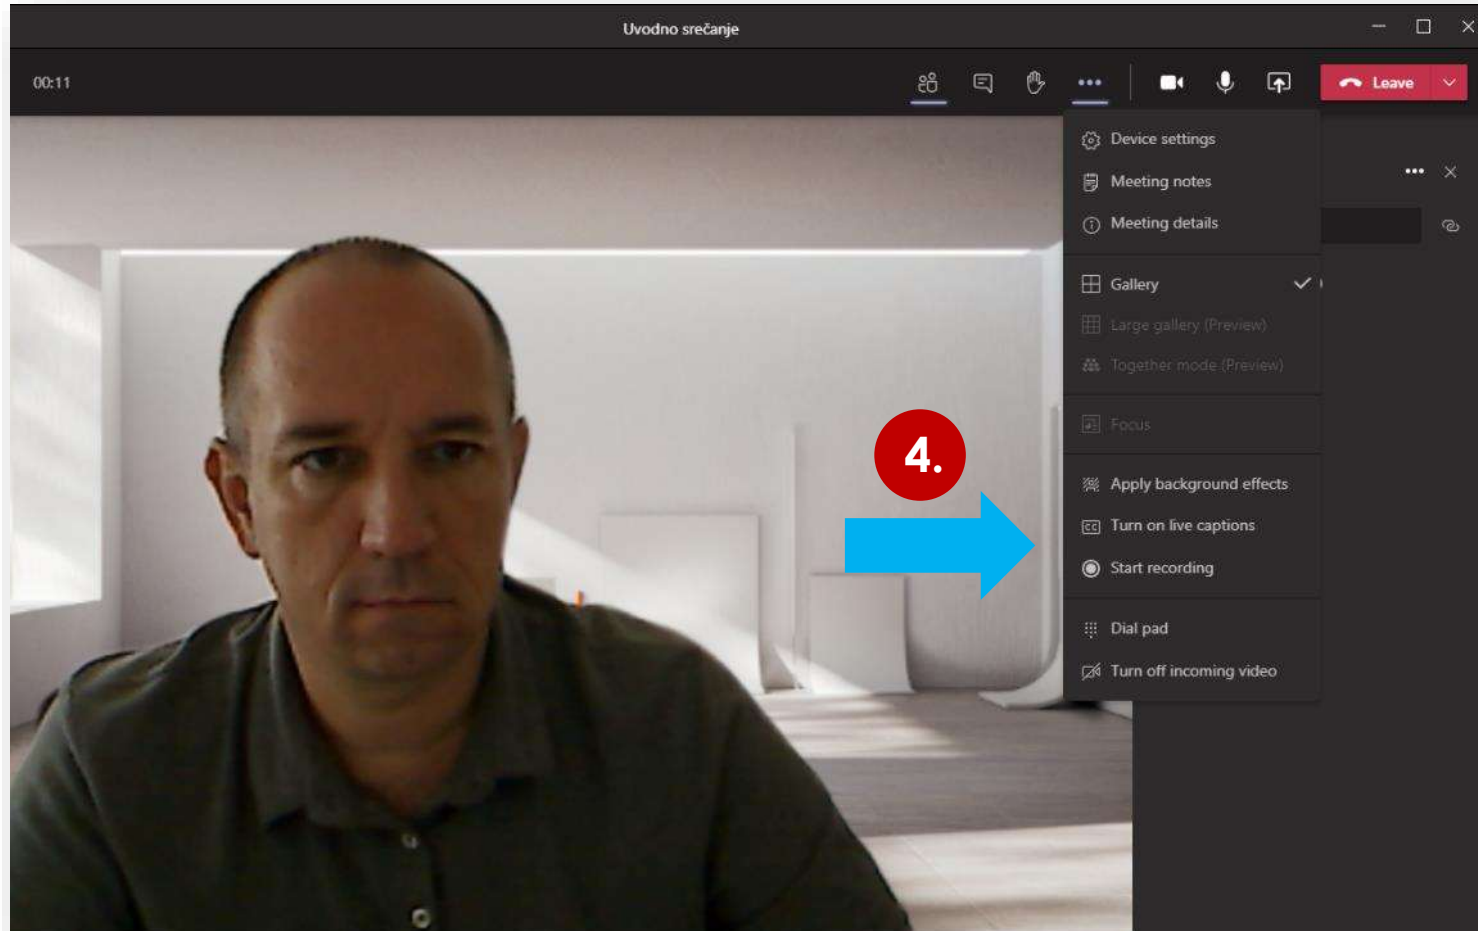 Uvodno srečanje
00:11
Leave
Device settings
Meeting notes
Meeting details
Gallery
Large gallery (Preview)
Together mode (Preview)
Focus
4.
Apply background effects
CC Turn on live captions
Start recording
Dial pad
Turn off incoming video